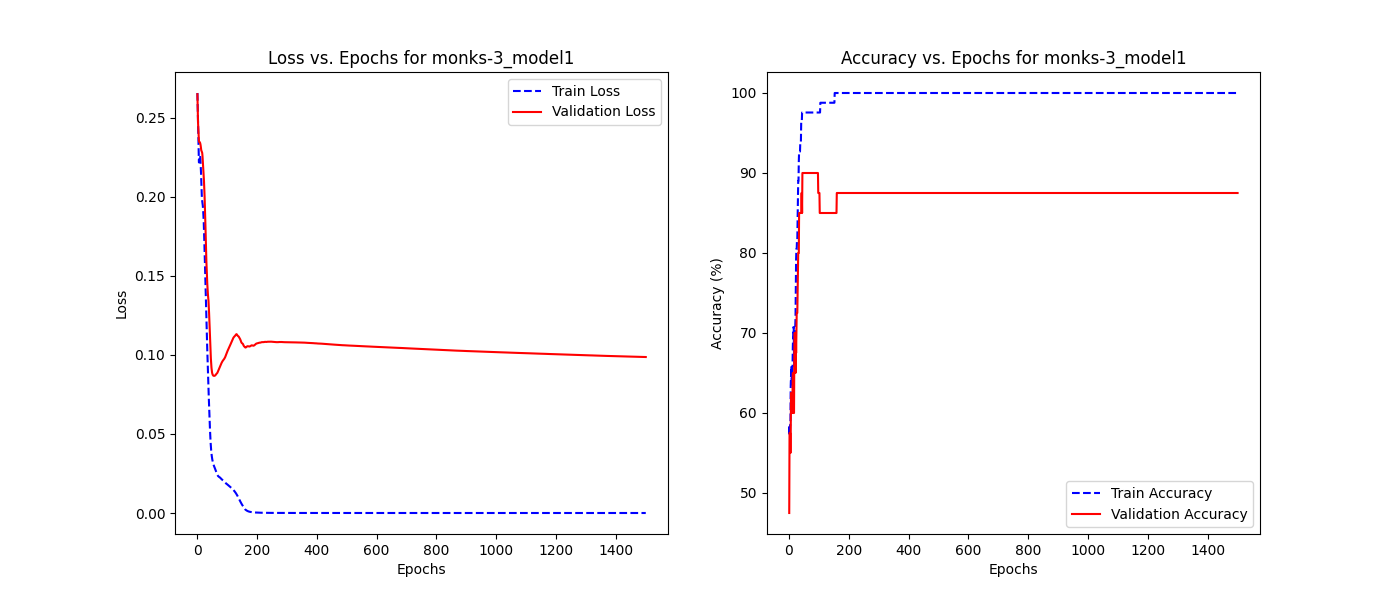 Loss vs. Epochs for monks-3_model1
Train Loss
Validation Loss
0.25
0.20
0.15
0.10
0.05
0.00
Loss
0 200 400 600 800 1000 1200 1400
Epochs
Accuracy vs. Epochs for monks-3_model1
100
90
80
70
60
50
Accuracy (%)
Train Accuracy
Validation Accuracy
0 200 400 600 800 1000 1200 1400
Epochs